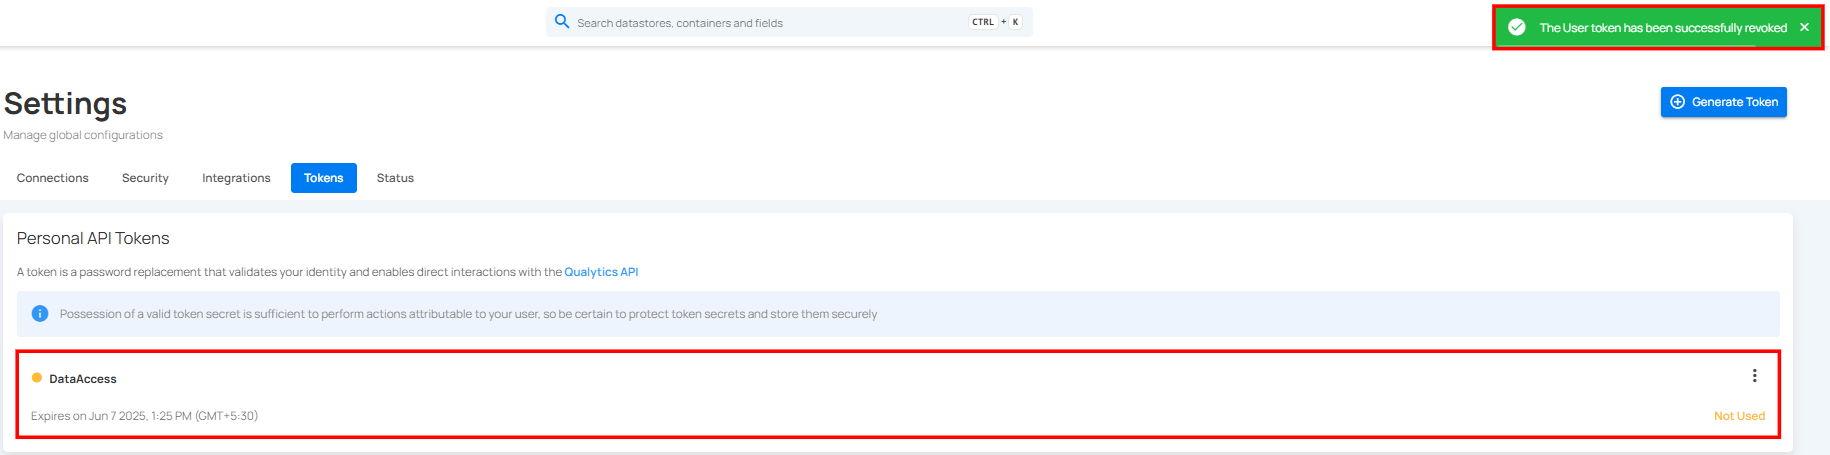 Search datastores, containers and fields
CTRL + K
The User token has been successfully revoked
Settings
Generate Token
Manage global configurations
Connections
Security
Integrations
Tokens
Status
Personal API Tokens
A token is a password replacement that validates your identity and enables direct interactions with the Qualytics API
Possession of a valid token secret is sufficient to perform actions attributable to your user, so be certain to protect token secrets and store them securely
DataAccess
Expires on Jun 7 2025, 1:25 PM (GMT+5:30)
Not Used